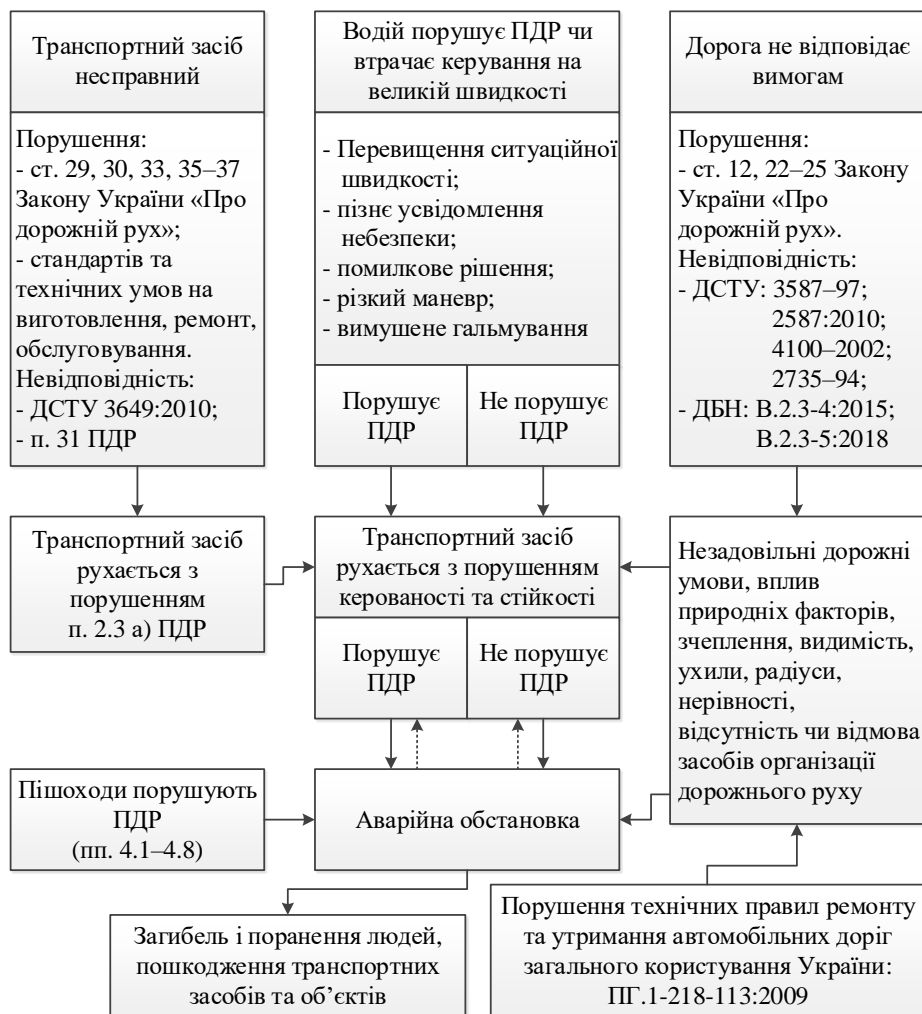 Транспортний засіб
несправний
Порушення:
- ст. 29, 30, 33, 35–37
Закону України «Про
дорожній рух»;
- стандартів та
технічних умов на
виготовлення, ремонт,
обслуговування.
Невідповідність:
- ДСТУ 3649:2010;
- п. 31 ПДР
Водій порушує ПДР чи
втрачає керування на
великій швидкості
- Перевищення ситуаційної
швидкості;
- пізнє усвідомлення
небезпеки;
- помилкове рішення;
- різкий маневр;
- вимушене гальмування
Порушує
ПДР
Не порушує
ПДР
Дорога не відповідає
вимогам
Порушення:
- ст. 12, 22–25 Закону
України «Про
дорожній рух».
Невідповідність:
- ДСТУ: 3587–97;
2587:2010;
4100–2002;
2735–94;
- ДБН: В.2.3-4:2015;
В.2.3-5:2018
Транспортний засіб
рухається з
порушенням
п. 2.3 а) ПДР
Транспортний засіб
рухається з порушенням
керованості та стійкості
Порушує
ПДР
Не порушує
ПДР
Незадовільні дорожні
умови, вплив
природніх факторів,
зчеплення, видимість,
ухили, радіуси,
нерівності,
відсутність чи відмова
засобів організації
дорожнього руху
Пішоходи порушують
ПДР
(пп. 4.1–4.8)
Аварійна обстановка
Загибель і поранення людей,
пошкодження транспортних
засобів та об’єктів
Порушення технічних правил ремонту
та утримання автомобільних доріг
загального користування України:
ПГ.1-218-113:2009